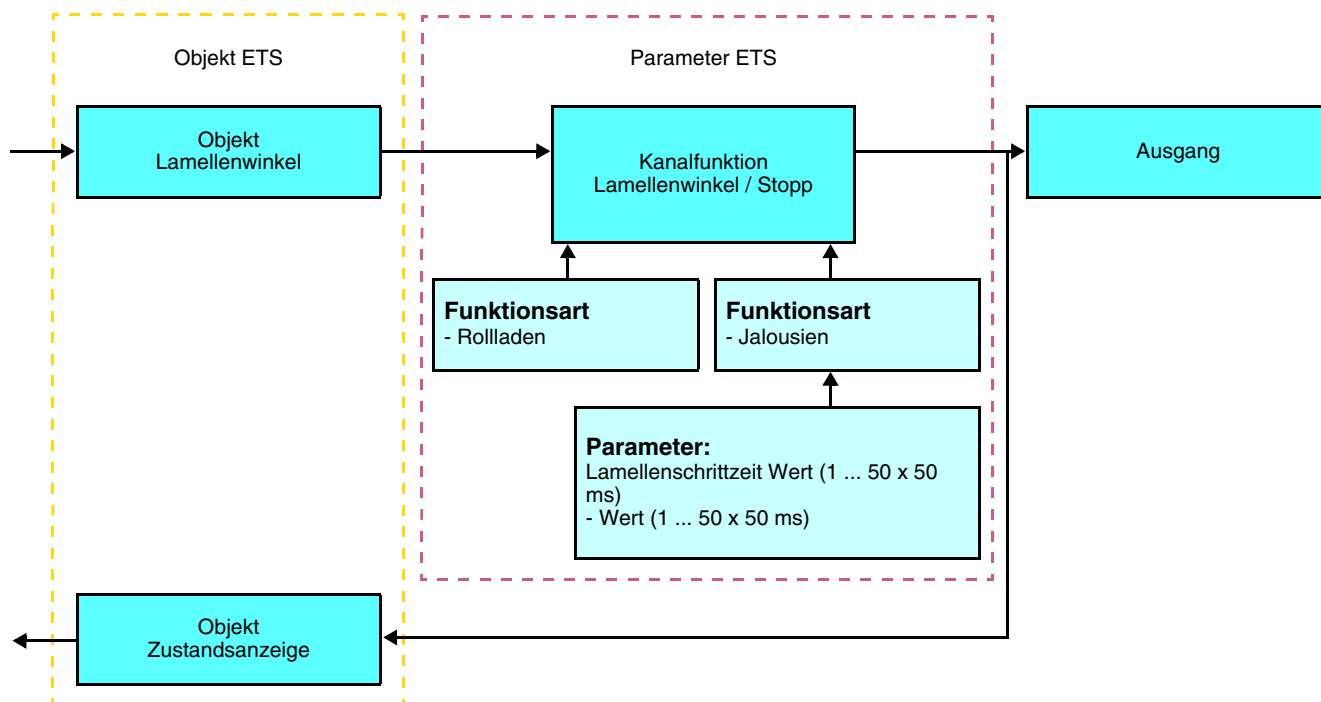 Objekt ETS
Parameter ETS
Objekt
Lamellenwinkel
Kanalfunktion
Lamellenwinkel / Stopp
Ausgang
Funktionsart
- Rollladen
Funktionsart
- Jalousien
Parameter:
Lamellenschrittzeit Wert (1 ... 50 x 50
ms)
- Wert (1 ... 50 x 50 ms)
Objekt
Zustandsanzeige